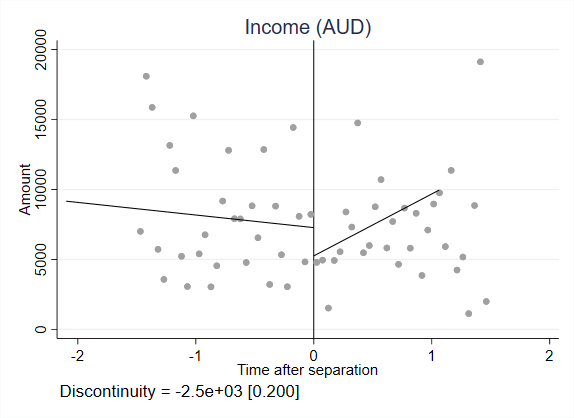 Income (AUD)
20000
15000
10000
5000
0
Amount
-2 -1 0 1 2
Time after separation
Discontinuity = -2.5e+03 [0.200]